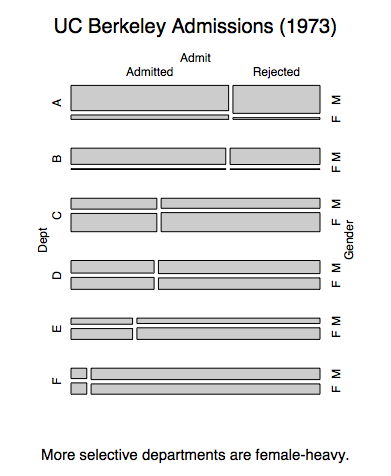 UC Berkeley Admissions (1973)
Admit
Admitted Rejected
A M
F
B M
F
C M
F
Dept Gender
D M
F
E M
F
F M
F
More selective departments are female-heavy.